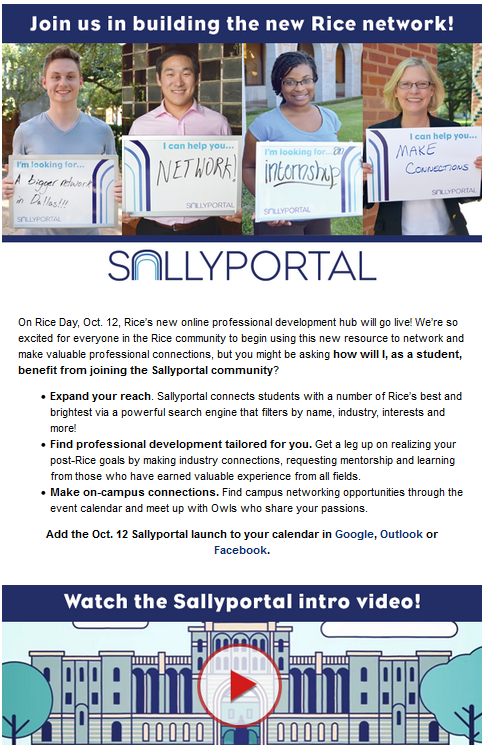 Join us in building the new Rice network!
I'm looking for...
A bigger network
in Dallas!!!
SALLYPORTAL
I can help you...
NETWORK!
SALLYPORTAL
I'm looking for...
internship
SALLYPORTAL
I can help you...
MAKE
CONNECTIONS
SALLYPORTAL
SALLYPORTAL
On Rice Day, Oct. 12, Rice's new online professional development hub will go live! We're so
excited for everyone in the Rice community to begin using this new resource to network and
make valuable professional connections, but you might be asking how will I, as a student,
benefit from joining the Sallyportal community?
• Expand your reach. Sallyportal connects students with a number of Rice's best and
brightest via a powerful search engine that filters by name, industry, interests and
more!
• Find professional development tailored for you. Get a leg up on realizing your
post-Rice goals by making industry connections, requesting mentorship and learning
from those who have earned valuable experience from all fields.
• Make on-campus connections. Find campus networking opportunities through the
event calendar and meet up with Owls who share your passions.
Add the Oct. 12 Sallyportal launch to your calendar in Google, Outlook or
Facebook.
Watch the Sallyportal intro video!